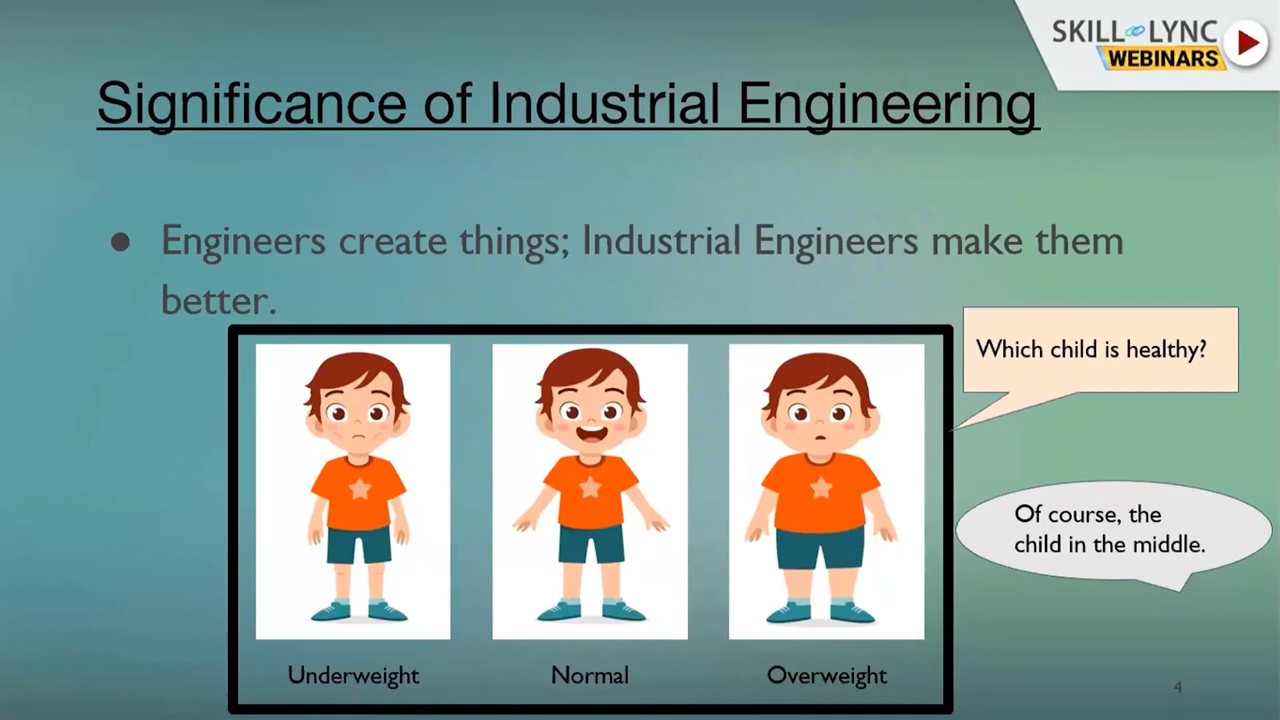 SKILL LYNC
WEBINARS
Significance of Industrial Engineering
● Engineers create things; Industrial Engineers make them
better.
Which child is healthy?
Of course, the
child in the middle.
Underweight
Normal
Overweight
4